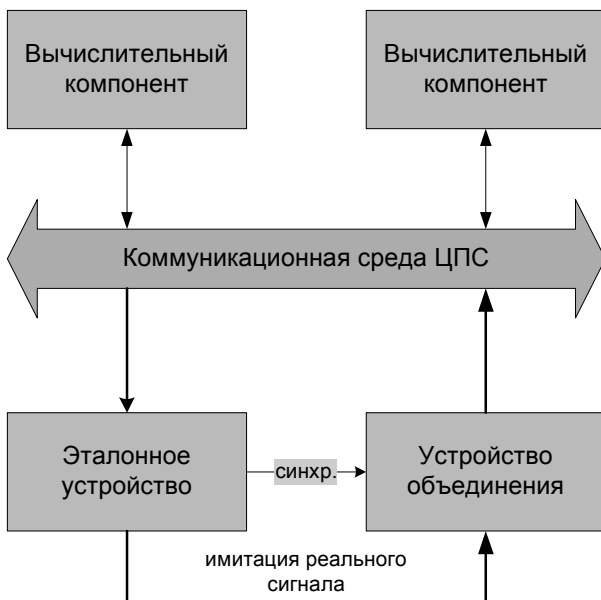 Вычислительный
компонент
Вычислительный
компонент
Коммуникационная среда ЦПС
Эталонное
устройство
синхр.
Устройство
объединения
имитация реального
сигнала